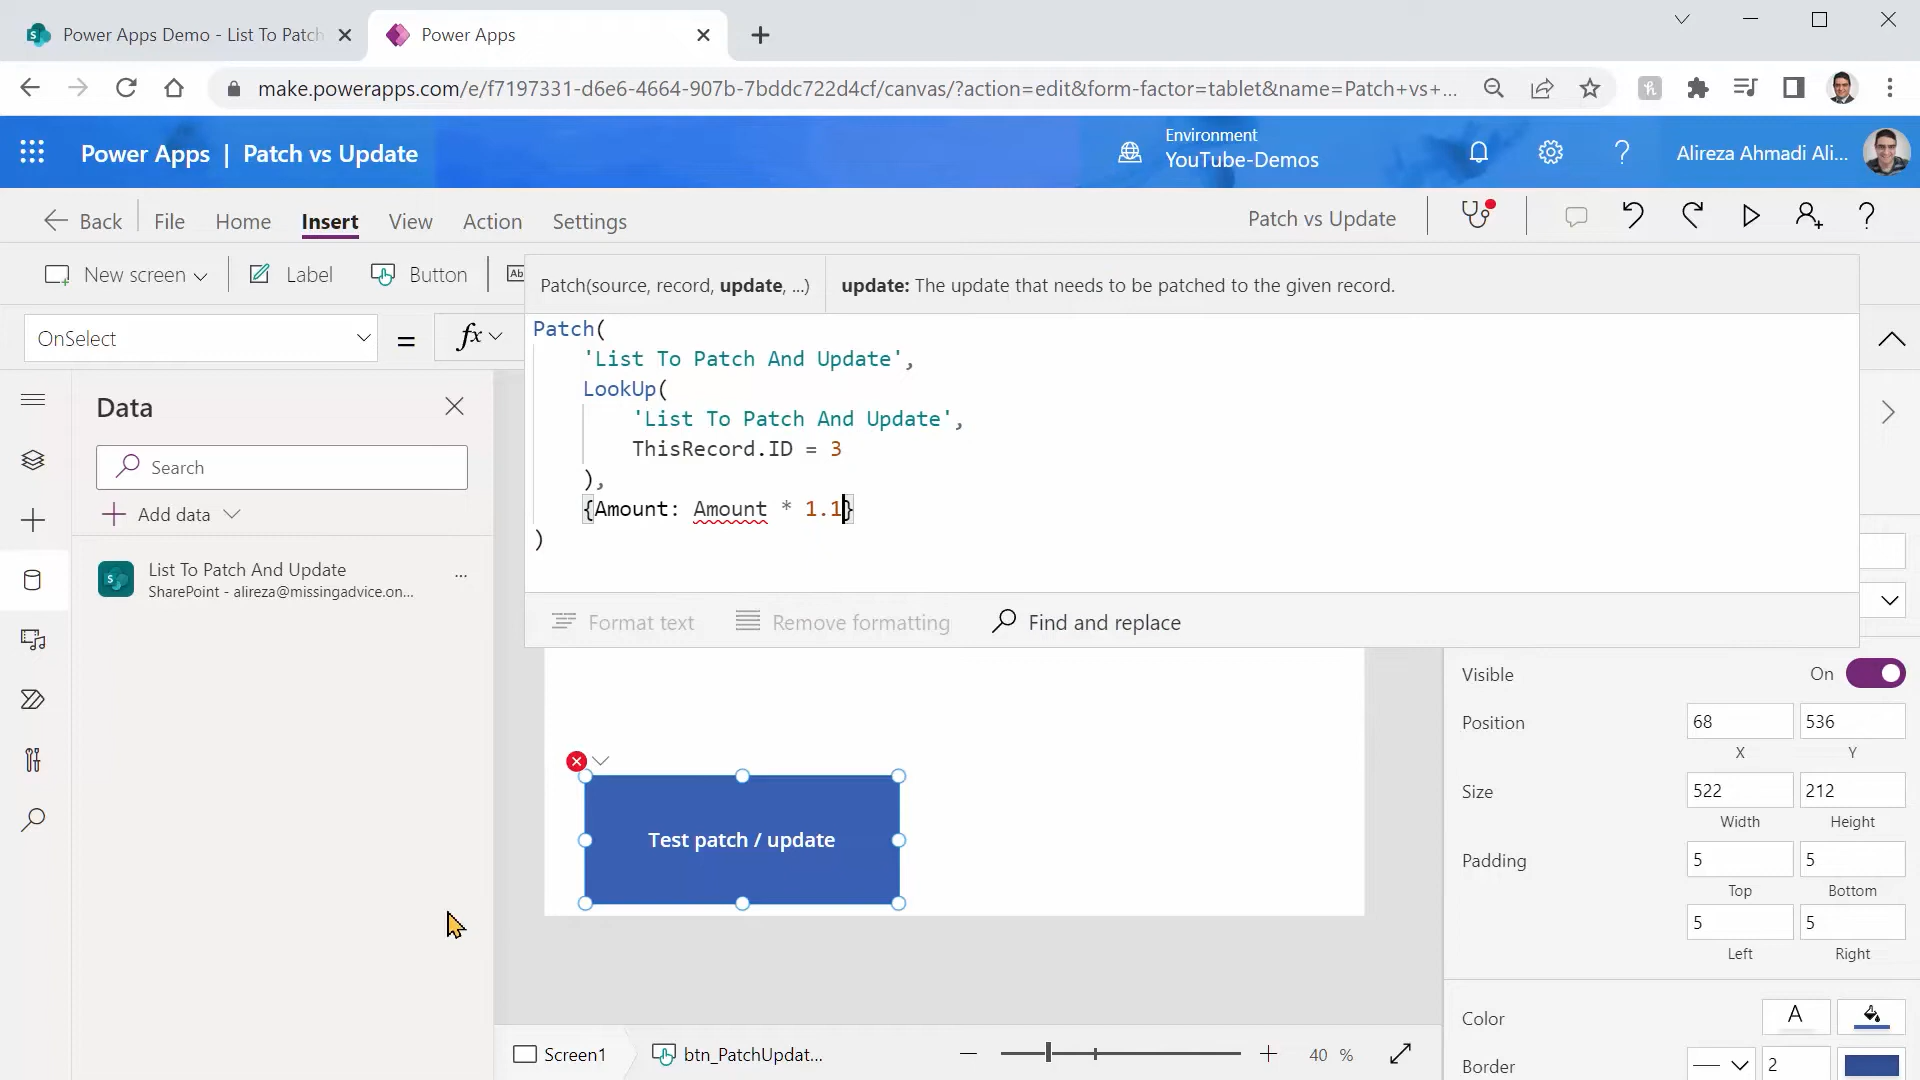 Power Apps Demo - List To Patch
Power Apps
make.powerapps.com/e/f7197331-d6e6-4664-907b-7bddc722d4cf/canvas/?action=edit&form-factor=tablet&name=Patch+vs+...
Power Apps | Patch vs Update
Environment
YouTube-Demos
Alireza Ahmadi Ali...
Back
File
Home
Insert
View
Action
Settings
Patch vs Update
New screen
Label
Button
Ab
Patch(source, record, update, ...)
update: The update that needs to be patched to the given record.
OnSelect
=
fx
Patch(
'List To Patch And Update',
LookUp(
'List To Patch And Update',
ThisRecord.ID = 3
),
{Amount: Amount * 1.1}
)
Format text
Remove formatting
Find and replace
Data
Search
Add data
List To Patch And Update
SharePoint - alireza@missingadvice.on...
...
Test patch / update
Visible
On
Position
68
536
X
Y
Size
522
212
Width
Height
Padding
5
5
Top
Bottom
5
5
Left
Right
Color
A
Border
2
Screen1
btn_PatchUpdat...
40 %